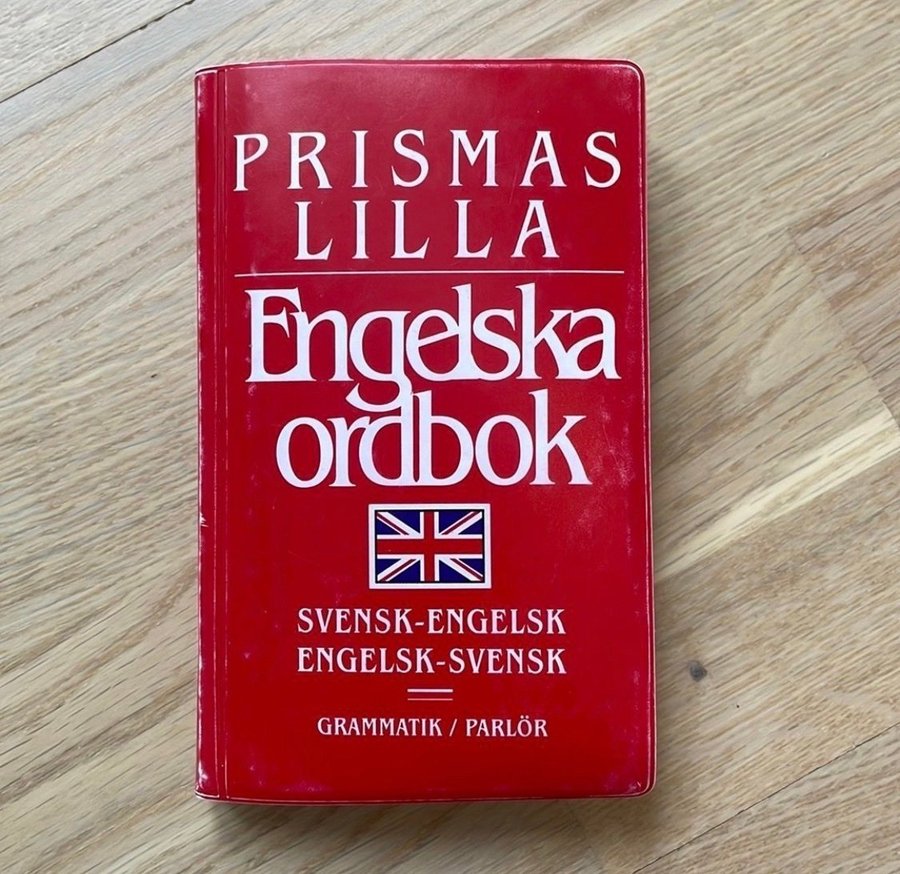 PRISMAS
LILLA
Engelska
ordbok
SVENSK-ENGELSK
ENGELSK-SVENSK
GRAMMATIK / PARLÖR